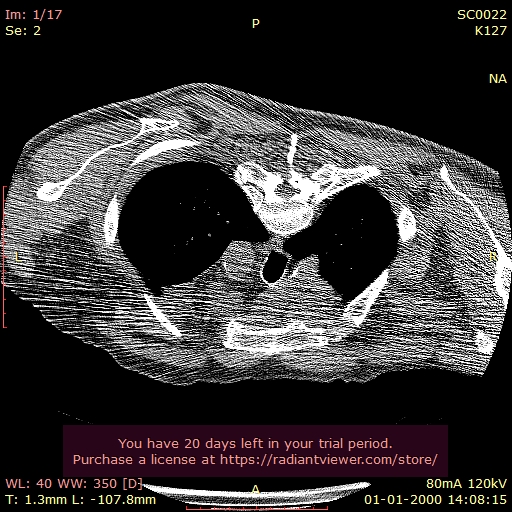 Im: 1/17
Se: 2
P
SC0022
K127
NA
L
R
You have 20 days left in your trial period.
Purchase a license at https://radiantviewer.com/store/
WL: 40 WW: 350 [D]
T: 1.3mm L: -107.8mm
A
80mA 120kV
01-01-2000 14:08:15